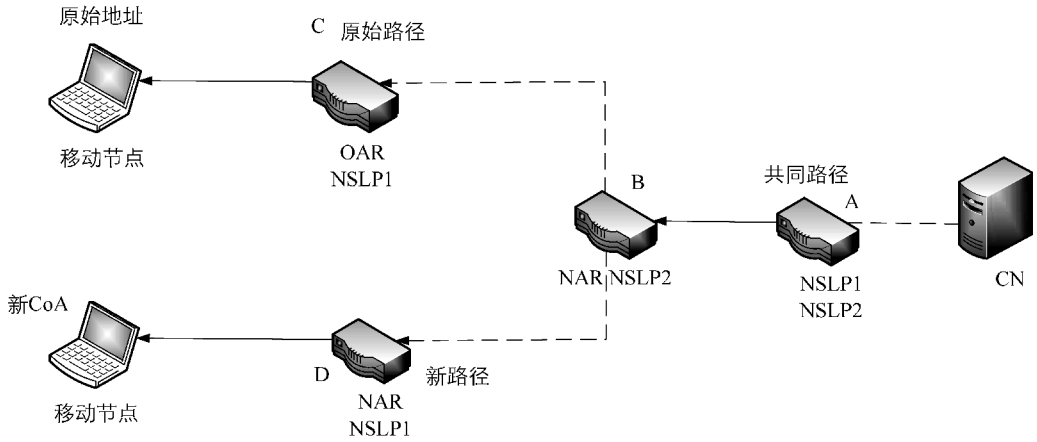 原始地址
C
原始路径
移动节点
OAR
NSLP1
B
共同路径
A
NAR NSLP2
NSLP1
NSLP2
CN
新CoA
D
新路径
移动节点
NAR
NSLP1